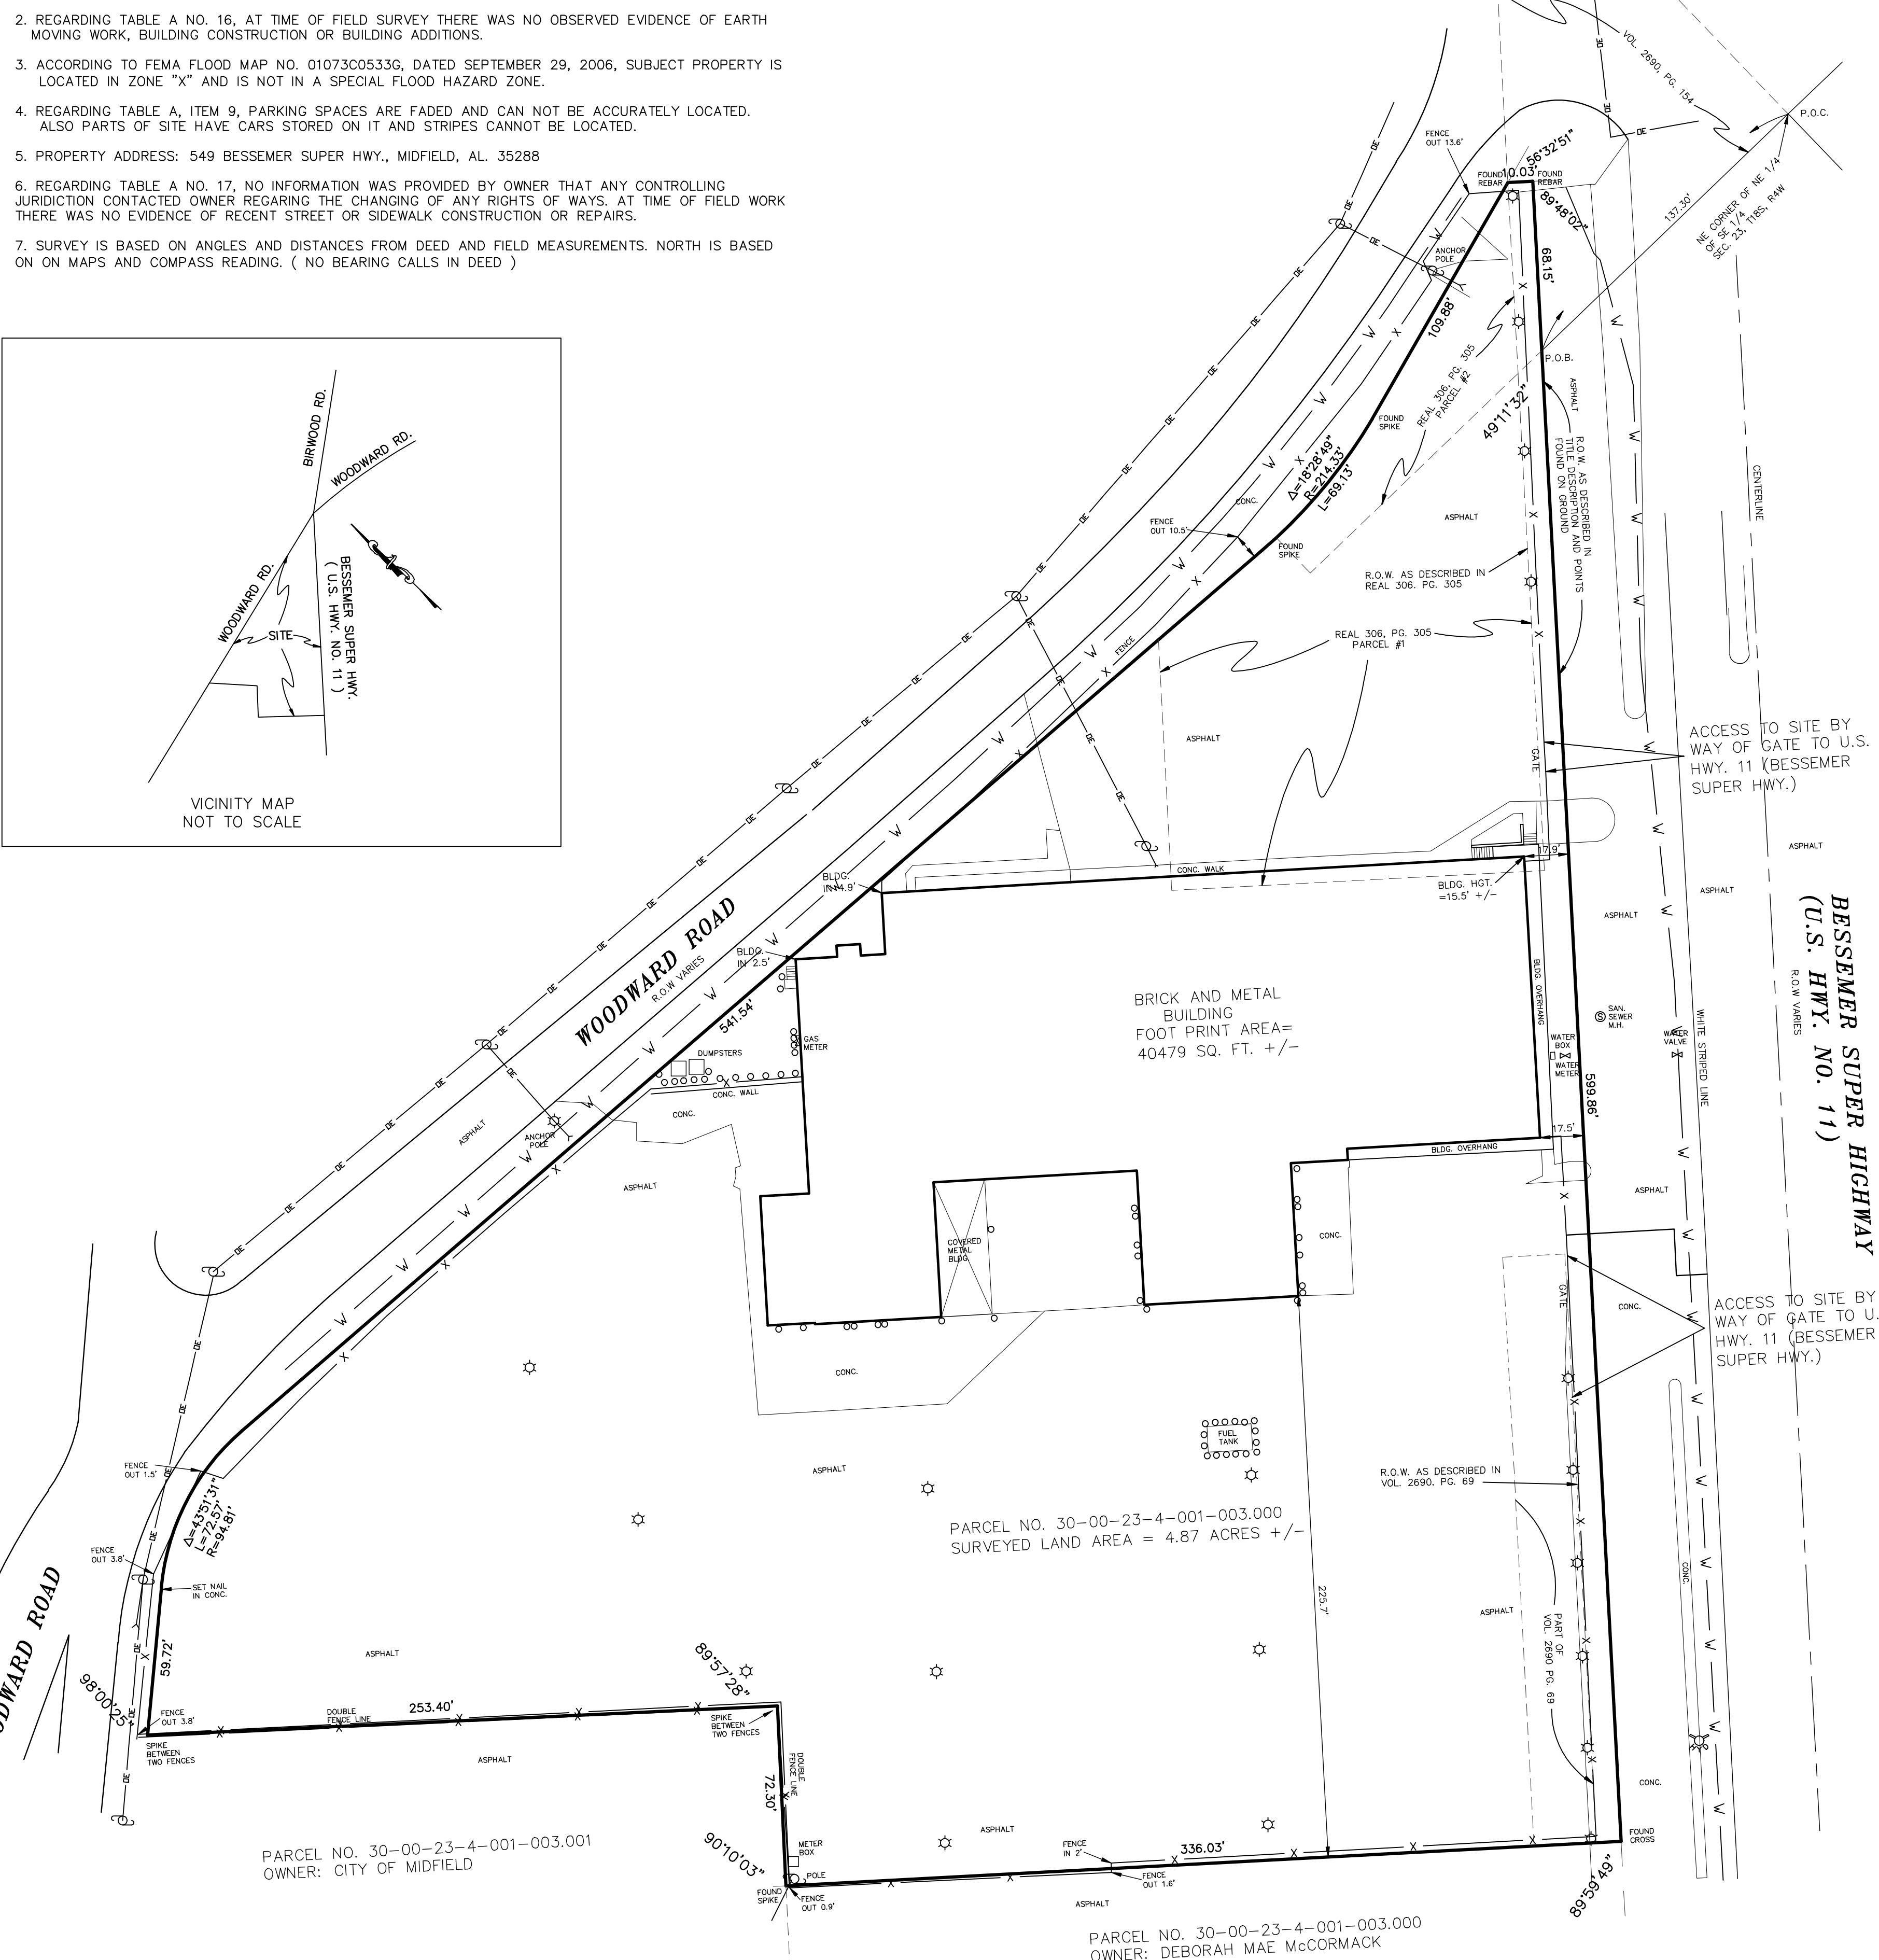 2. REGARDING TABLE A NO. 16, AT TIME OF FIELD SURVEY THERE WAS NO OBSERVED EVIDENCE OF EARTH
MOVING WORK, BUILDING CONSTRUCTION OR BUILDING ADDITIONS.
3. ACCORDING TO FEMA FLOOD MAP NO. 01073C0533G, DATED SEPTEMBER 29, 2006, SUBJECT PROPERTY IS
LOCATED IN ZONE "X" AND IS NOT IN A SPECIAL FLOOD HAZARD ZONE.
4. REGARDING TABLE A, ITEM 9, PARKING SPACES ARE FADED AND CAN NOT BE ACCURATELY LOCATED.
ALSO PARTS OF SITE HAVE CARS STORED ON IT AND STRIPES CANNOT BE LOCATED.
5. PROPERTY ADDRESS: 549 BESSEMER SUPER HWY., MIDFIELD, AL. 35288
6. REGARDING TABLE A NO. 17, NO INFORMATION WAS PROVIDED BY OWNER THAT ANY CONTROLLING
JURIDICTION CONTACTED OWNER REGARING THE CHANGING OF ANY RIGHTS OF WAYS. AT TIME OF FIELD WORK
THERE WAS NO EVIDENCE OF RECENT STREET OR SIDEWALK CONSTRUCTION OR REPAIRS.
7. SURVEY IS BASED ON ANGLES AND DISTANCES FROM DEED AND FIELD MEASUREMENTS. NORTH IS BASED
ON ON MAPS AND COMPASS READING. ( NO BEARING CALLS IN DEED )
BIRWOOD RD.
WOODWARD RD.
WOODWARD RD.
SITE
BESSEMER SUPER HWY.
( U.S. HWY. NO. 11 )
VICINITY MAP
NOT TO SCALE
VOL. 2690, PG. 154
P.O.C.
137.30'
NE CORNER OF NE 1/4
OF SE 1/4
SEC. 23, T18S, R4W
FENCE
OUT 13.6'
FOUND
REBAR
10.03'
56°32'51"
FOUND
REBAR
89°48'02"
68.15'
ANCHOR
POLE
109.88'
REAL 306, PG. 305
PARCEL #2
P.O.B.
49°11'32"
ASPHALT
R.O.W. AS DESCRIBED IN
TITLE DESCRIPTION AND POINTS
FOUND ON GROUND
CENTERLINE
FOUND
SPIKE
Δ=18°28'49"
R=214.33'
L=69.13'
CONC.
FENCE
OUT 10.5'
FOUND
SPIKE
ASPHALT
R.O.W. AS DESCRIBED IN
REAL 306. PG. 305
REAL 306, PG. 305
PARCEL #1
FENCE
ASPHALT
GATE
ACCESS TO SITE BY
WAY OF GATE TO U.S.
HWY. 11 (BESSEMER
SUPER HWY.)
ASPHALT
ASPHALT
ASPHALT
17.9'
CONC. WALK
BLDG. HGT.
=15.5' +/-
BLDG.
IN 4.9'
BLDG.
IN 2.5'
WOODWARD ROAD
R.O.W VARIES
541.54'
GAS
METER
DUMPSTERS
CONC. WALL
CONC.
ASPHALT
ANCHOR
POLE
ASPHALT
BRICK AND METAL
BUILDING
FOOT PRINT AREA=
40479 SQ. FT. +/-
BLDG. OVERHANG
SAN.
SEWER
M.H.
WATER
BOX
WATER
METER
WATER
VALVE
WHITE STRIPED LINE
R.O.W VARIES
BESSEMER SUPER HIGHWAY
(U.S. HWY. NO. 11)
599.86'
17.5'
BLDG. OVERHANG
ASPHALT
COVERED
METAL
BLDG.
CONC.
GATE
CONC.
ACCESS TO SITE BY
WAY OF GATE TO U.
HWY. 11 (BESSEMER
SUPER HWY.)
CONC.
FUEL
TANK
ASPHALT
R.O.W. AS DESCRIBED IN
VOL. 2690. PG. 69
PARCEL NO. 30-00-23-4-001-003.000
SURVEYED LAND AREA = 4.87 ACRES +/-
225.7'
ASPHALT
PART OF
VOL. 2690 PG. 69
CONC.
CONC.
FENCE
OUT 1.5'
Δ=43°51'31"
L=72.57'
R=94.81'
FENCE
OUT 3.8'
SET NAIL
IN CONC.
59.72'
ASPHALT
98°00'25"
FENCE
OUT 3.8'
SPIKE
BETWEEN
TWO FENCES
DOUBLE
FENCE LINE
253.40'
89°57'28"
SPIKE
BETWEEN
TWO FENCES
ASPHALT
DOUBLE
FENCE LINE
72.30'
90°10'03"
METER
BOX
POLE
FOUND
SPIKE
FENCE
OUT 0.9'
ASPHALT
FENCE
IN 2'
FENCE
OUT 1.6'
336.03'
ASPHALT
FOUND
CROSS
89°59'49"
PARCEL NO. 30-00-23-4-001-003.001
OWNER: CITY OF MIDFIELD
PARCEL NO. 30-00-23-4-001-003.000
OWNER: DEBORAH MAE McCORMACK
ROAD